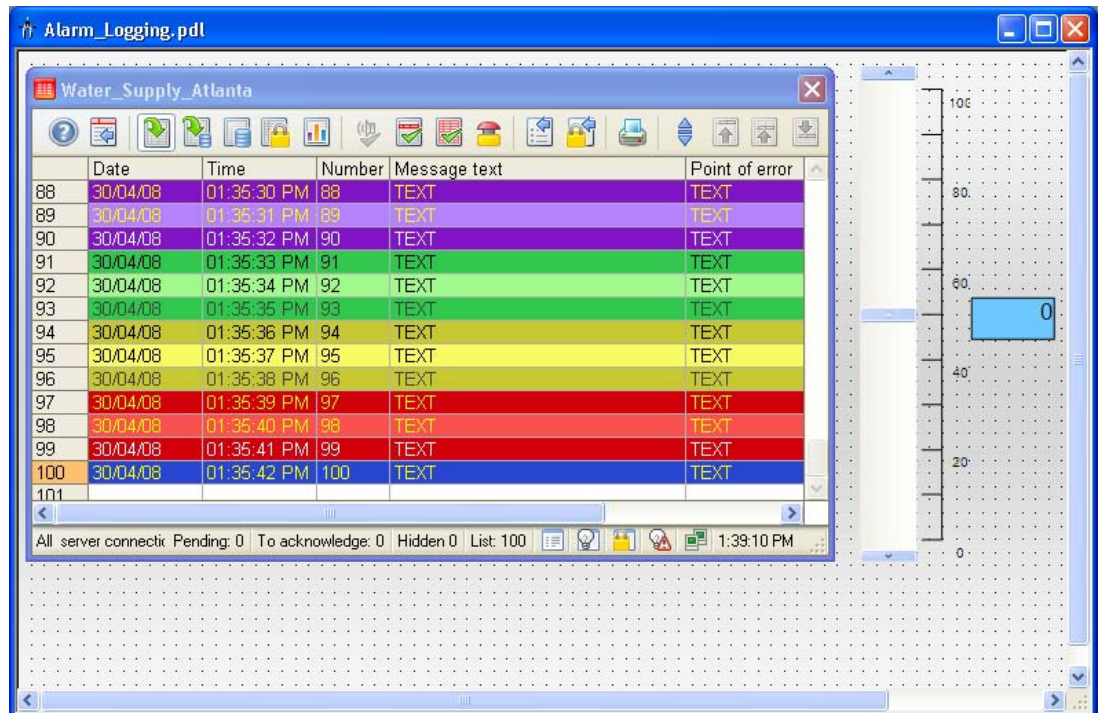 Alarm_Logging.pdl
Water_Supply_Atlanta
Date Time Number Message text Point of error
88 30/04/08 01:35:30 PM 88 TEXT TEXT
89 30/04/08 01:35:31 PM 89 TEXT TEXT
90 30/04/08 01:35:32 PM 90 TEXT TEXT
91 30/04/08 01:35:33 PM 91 TEXT TEXT
92 30/04/08 01:35:34 PM 92 TEXT TEXT
93 30/04/08 01:35:35 PM 93 TEXT TEXT
94 30/04/08 01:35:36 PM 94 TEXT TEXT
95 30/04/08 01:35:37 PM 95 TEXT TEXT
96 30/04/08 01:35:38 PM 96 TEXT TEXT
97 30/04/08 01:35:39 PM 97 TEXT TEXT
98 30/04/08 01:35:40 PM 98 TEXT TEXT
99 30/04/08 01:35:41 PM 99 TEXT TEXT
100 30/04/08 01:35:42 PM 100 TEXT TEXT
101
All server connectic Pending: 0 To acknowledge: 0 Hidden 0 List: 100 1:39:10 PM
80
60
0
40
20
0